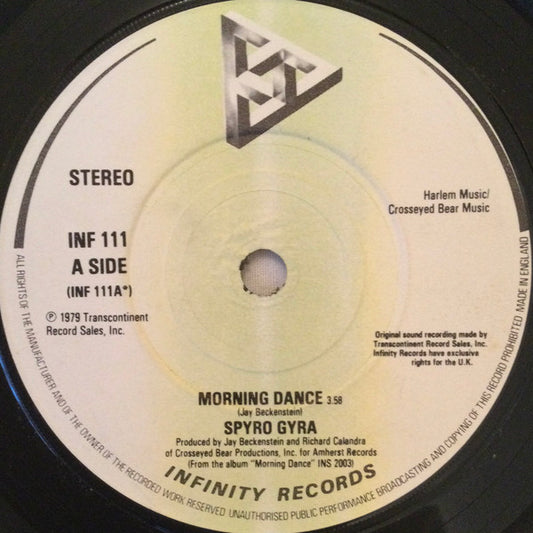 STEREO
Harlem Music/
Crosseyed Bear Music
INF 111
A SIDE
(INF 111A*)
℗ 1979 Transcontinent
Record Sales, Inc.
Original sound recording made by
Transcontinent Record Sales, Inc.
Infinity Records have exclusive
rights for the U.K.
MORNING DANCE 3.58
(Jay Beckenstein)
SPYRO GYRA
Produced by Jay Beckenstein and Richard Calandra
of Crosseyed Bear Productions, Inc. for Amherst Records
(From the album "Morning Dance" INS 2003)
INFINITY RECORDS
ALL RIGHTS OF THE MANUFACTURER AND OF THE OWNER OF THE RECORDED WORK RESERVED UNAUTHORISED PUBLIC PERFORMANCE BROADCASTING AND COPYING OF THIS RECORD PROHIBITED MADE IN ENGLAND